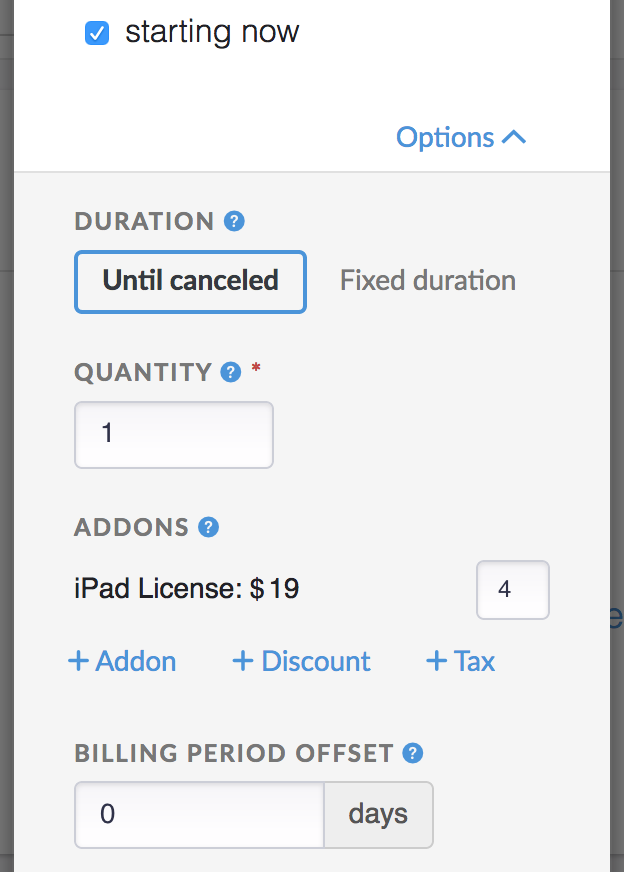 starting now
Options
DURATION ?
Until canceled Fixed duration
QUANTITY ? *
1
ADDONS ?
iPad License: $19 4
+ Addon + Discount + Tax
BILLING PERIOD OFFSET ?
0 days